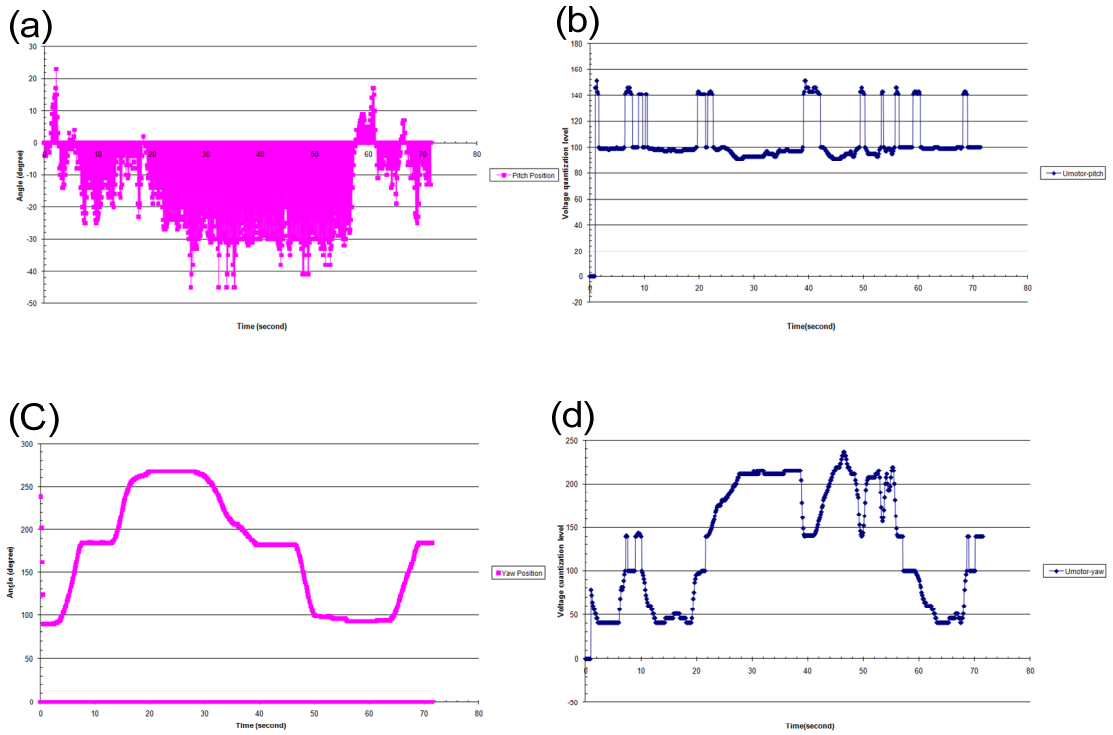 (a)
30
20
10
0
-10
-20
-30
-40
-50
0 10 20 30 40 50 60 70 80
Angle (degree)
Time (second)
Pitch Position
(b)
180
160
140
120
100
80
60
40
20
0
-20
0 10 20 30 40 50 60 70 80
Voltage quantization level
Time(second)
Umotor-pitch
(C)
300
250
200
150
100
50
0
0 10 20 30 40 50 60 70 80
Angle (degree)
Time (second)
Yaw Position
(d)
250
200
150
100
50
0
-50
0 10 20 30 40 50 60 70 80
Voltage quantization level
Time(second)
Umotor-yaw